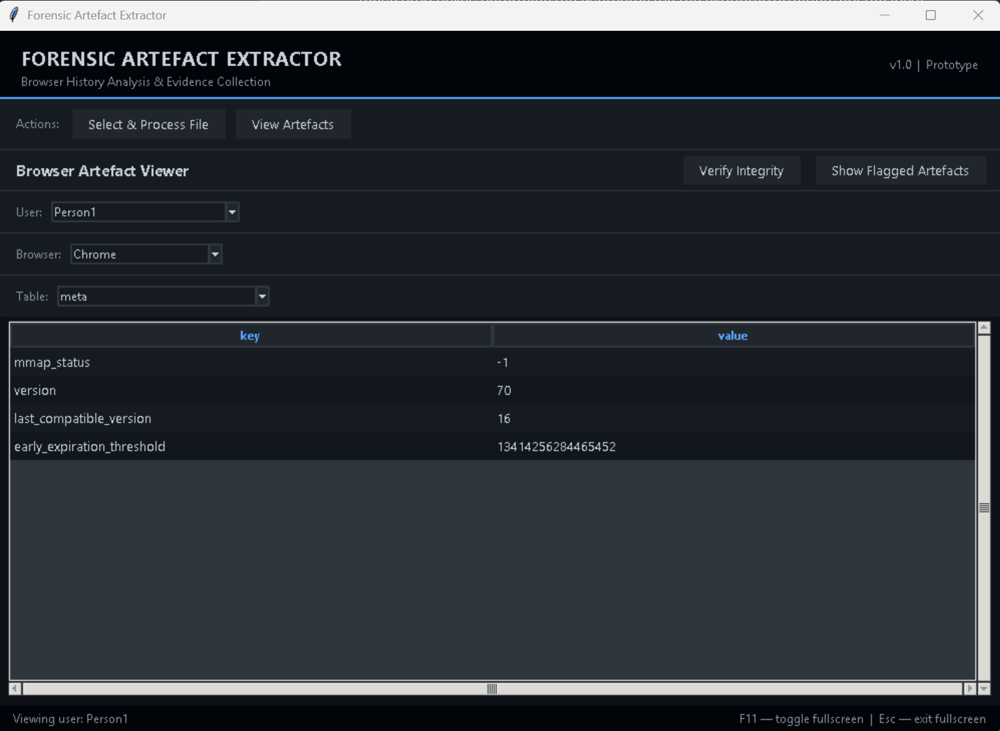 Forensic Artefact Extractor
FORENSIC ARTEFACT EXTRACTOR
Browser History Analysis & Evidence Collection
v1.0 | Prototype
Actions: Select & Process File View Artefacts
Browser Artefact Viewer Verify Integrity Show Flagged Artefacts
User: Person1
Browser: Chrome
Table: meta
key value
mmap_status -1
version 70
last_compatible_version 16
early_expiration_threshold 13414256284465452
Viewing user: Person1 F11 — toggle fullscreen | Esc — exit fullscreen